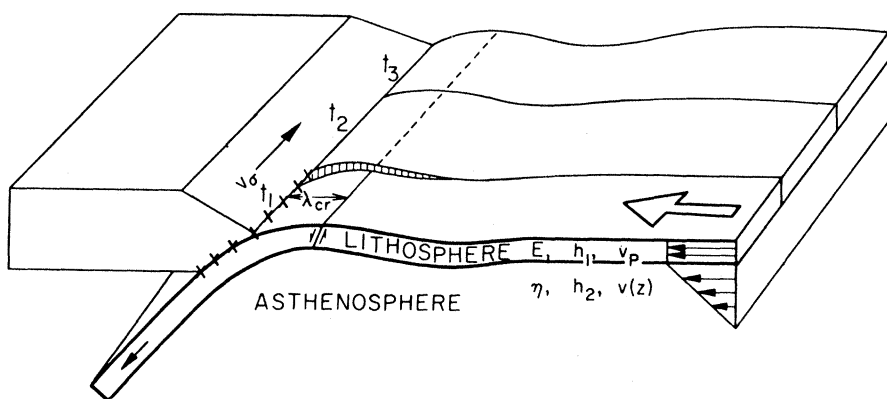 t₃
t₂
v₀
t₁
λcr
LITHOSPHERE E, h₁, vP
ASTHENOSPHERE η, h₂, v(z)